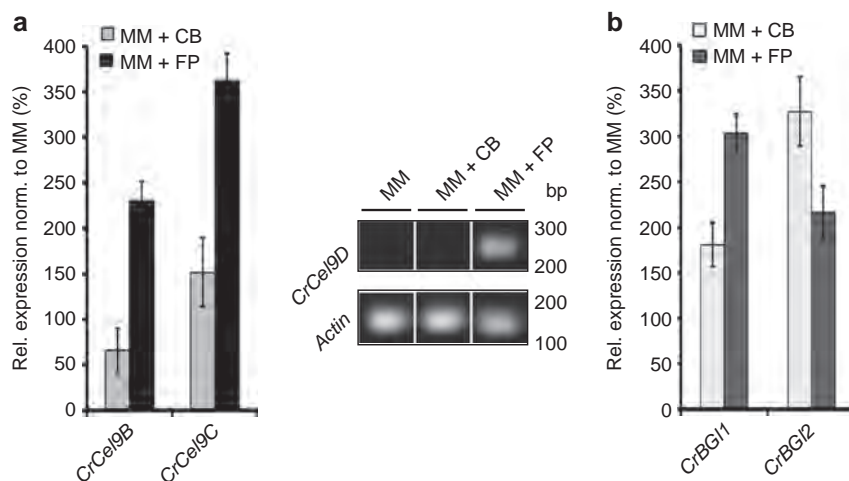 a
MM + CB
MM + FP
Rel. expression norm. to MM (%)
400
350
300
250
200
150
100
50
0
CrCel9B
CrCel9C
MM
MM + CB
MM + FP
bp
CrCel9D
300
200
Actin
200
100
b
MM + CB
MM + FP
Rel. expression norm. to MM (%)
400
350
300
250
200
150
100
50
0
CrBGl1
CrBGl2